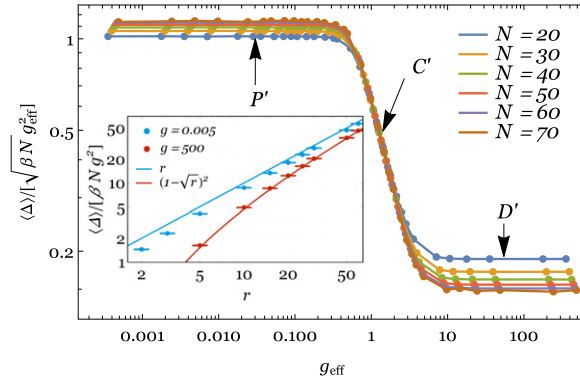 ⟨Δ⟩/[√β N g²eff]
1
0.5
0.2
P'
C'
D'
N = 20
N = 30
N = 40
N = 50
N = 60
N = 70
⟨Δ⟩/[β N g²]
50
20
10
5
2
1
g = 0.005
g = 500
r
(1−√r)²
2 5 10 20 50
r
0.001 0.010 0.100 1 10 100
geff